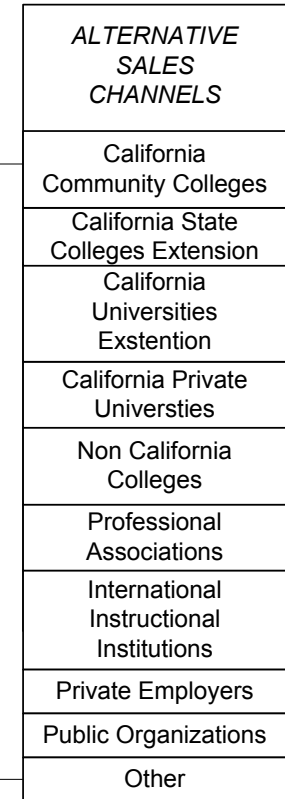 ALTERNATIVE
SALES
CHANNELS
California
Community Colleges
California State
Colleges Extension
California
Universities
Exstention
California Private
Universties
Non California
Colleges
Professional
Associations
International
Instructional
Institutions
Private Employers
Public Organizations
Other